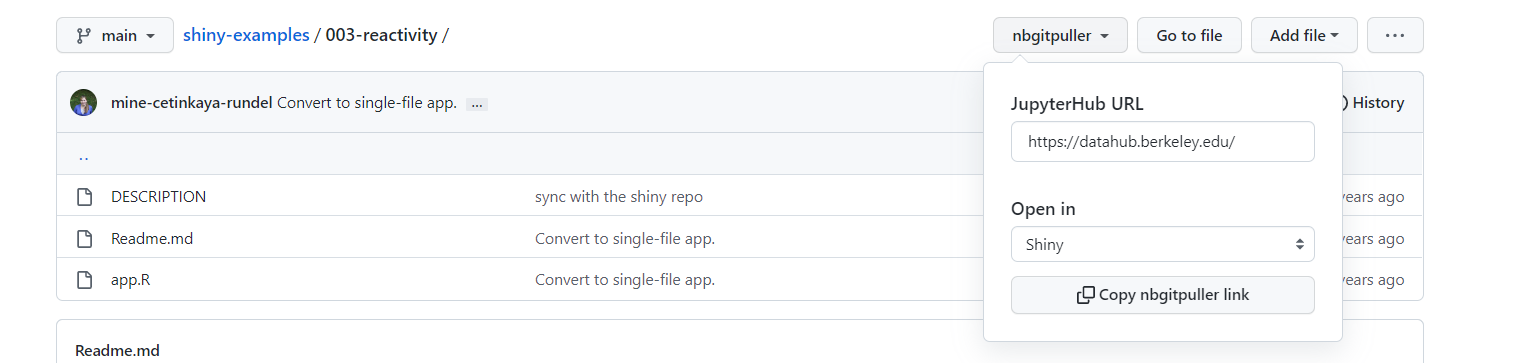 main shiny-examples / 003-reactivity / nbgitpuller Go to file Add file ...
mine-cetinkaya-rundel Convert to single-file app. ... History
JupyterHub URL
https://datahub.berkeley.edu/
..
DESCRIPTION sync with the shiny repo years ago
Open in
Readme.md Convert to single-file app. years ago
Shiny
app.R Convert to single-file app. years ago
Copy nbgitpuller link
Readme.md